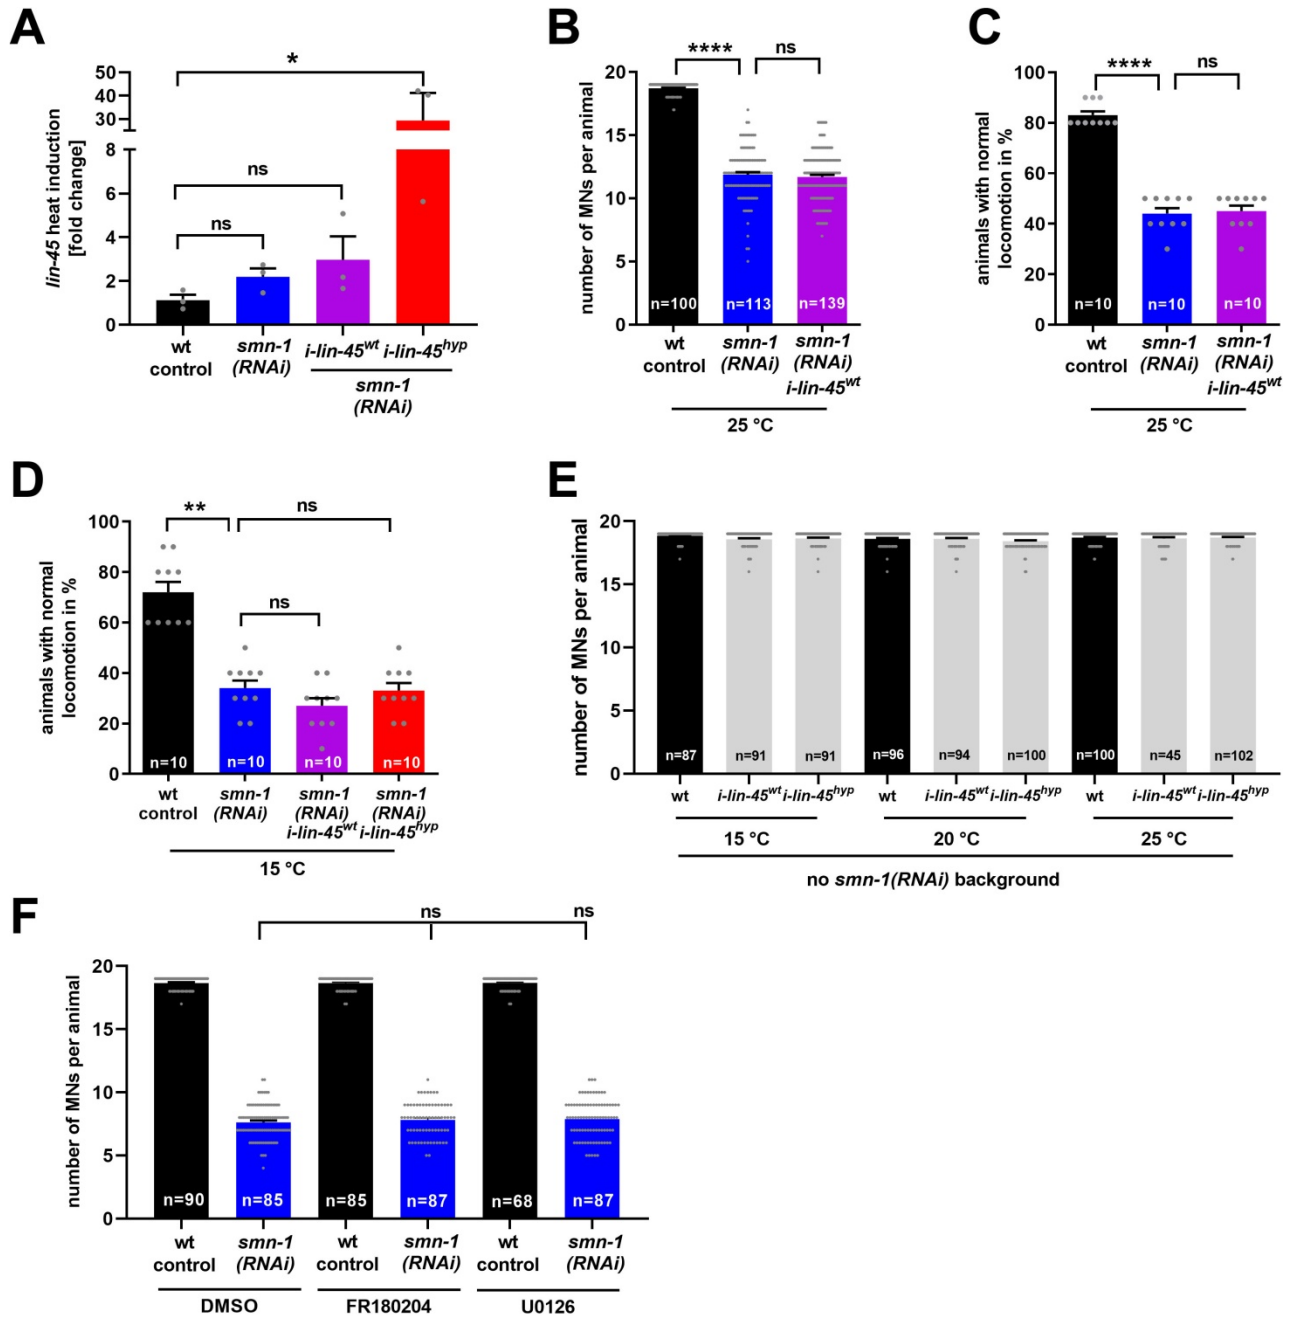 A
lin-45 heat induction
[fold change]
50
40
30
8
6
4
2
0
*
ns
ns
wt
control
smn-1
(RNAi)
i-lin-45wt
i-lin-45hyp
smn-1
(RNAi)
B
number of MNs per animal
20
15
10
5
0
****
ns
n=100
n=113
n=139
wt
control
smn-1
(RNAi)
smn-1
(RNAi)
i-lin-45wt
25 °C
C
animals with normal
locomotion in %
100
80
60
40
20
0
****
ns
n=10
n=10
n=10
wt
control
smn-1
(RNAi)
smn-1
(RNAi)
i-lin-45wt
25 °C
D
animals with normal
locomotion in %
100
80
60
40
20
0
**
ns
ns
n=10
n=10
n=10
n=10
wt
control
smn-1
(RNAi)
smn-1
(RNAi)
i-lin-45wt
smn-1
(RNAi)
i-lin-45hyp
15 °C
E
number of MNs per animal
20
15
10
5
0
n=87
n=91
n=91
n=96
n=94
n=100
n=100
n=45
n=102
wt
i-lin-45wt
i-lin-45hyp
wt
i-lin-45wt
i-lin-45hyp
wt
i-lin-45wt
i-lin-45hyp
15 °C
20 °C
25 °C
no smn-1(RNAi) background
F
number of MNs per animal
20
15
10
5
0
ns
ns
n=90
n=85
n=85
n=87
n=68
n=87
wt
control
smn-1
(RNAi)
wt
control
smn-1
(RNAi)
wt
control
smn-1
(RNAi)
DMSO
FR180204
U0126